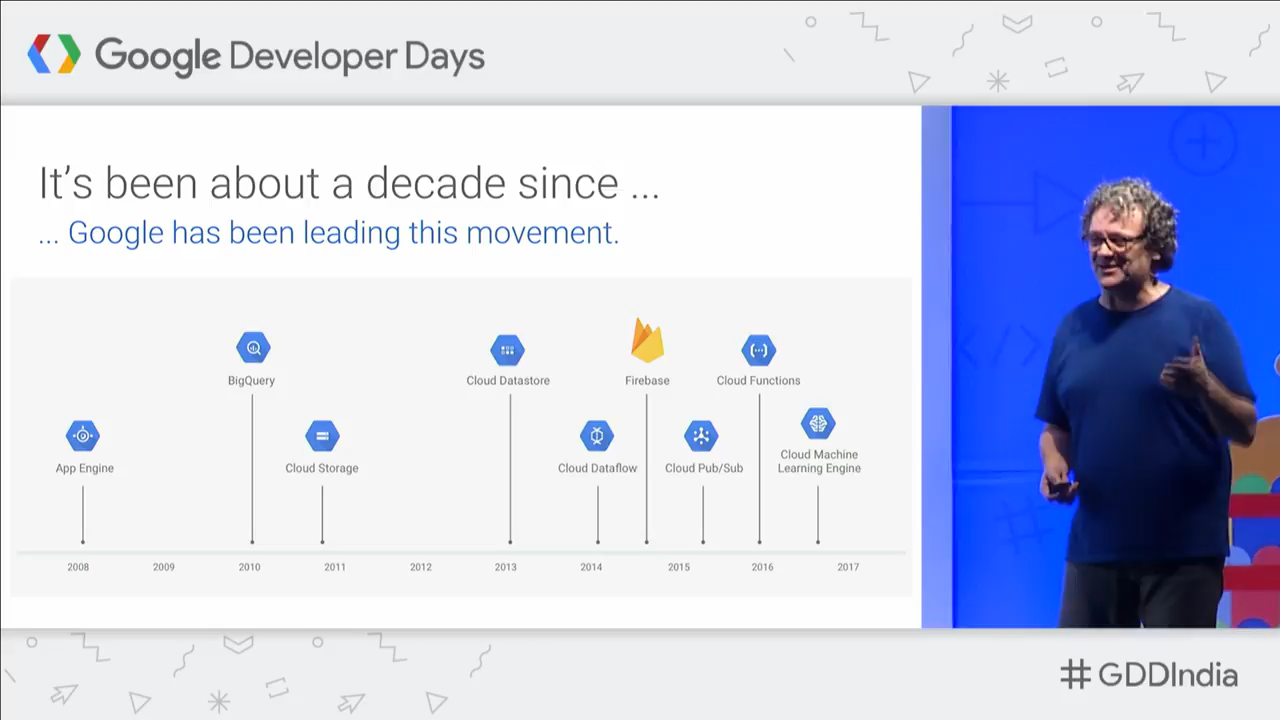 Google Developer Days
It's been about a decade since ...
... Google has been leading this movement.
BigQuery
Cloud Datastore
Firebase
Cloud Functions
App Engine
Cloud Storage
Cloud Dataflow
Cloud Pub/Sub
Cloud Machine
Learning Engine
2008 2009 2010 2011 2012 2013 2014 2015 2016 2017
#GDDIndia